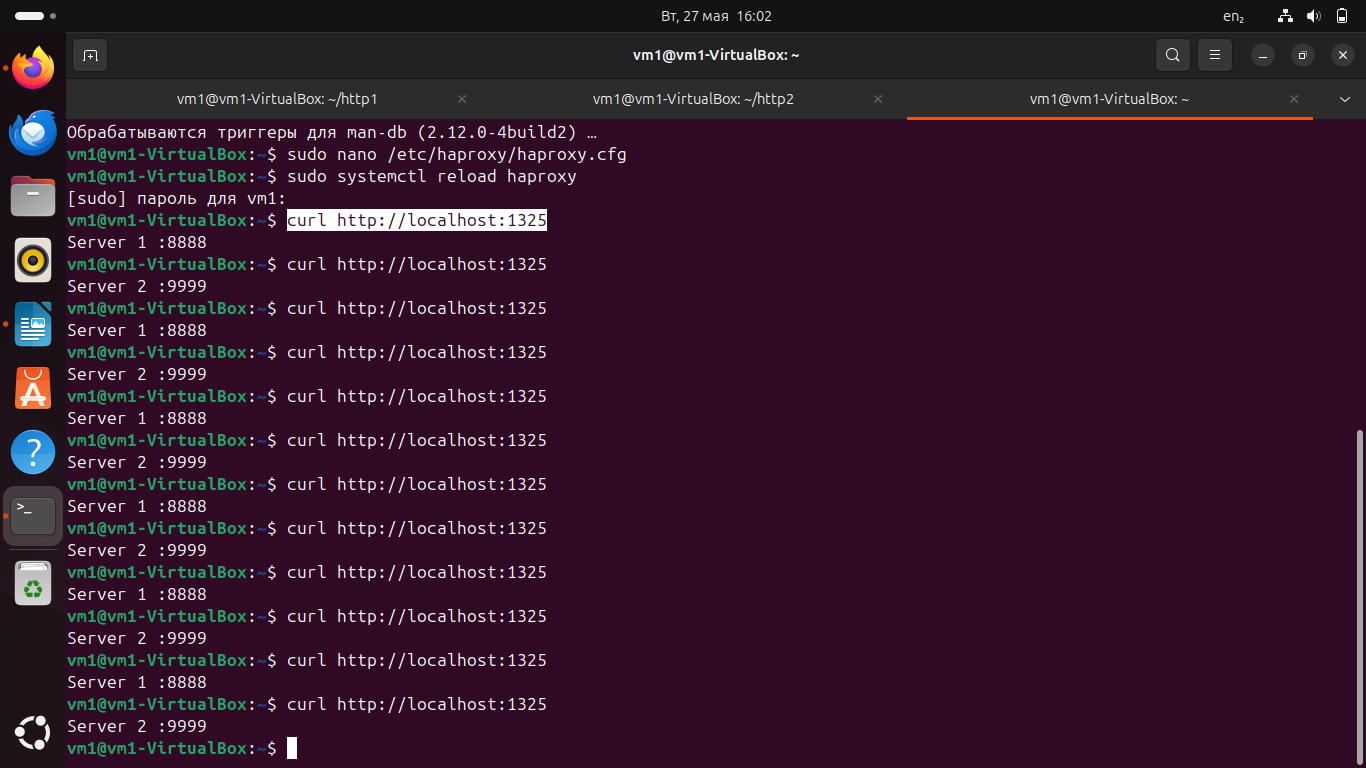 Вт, 27 мая 16:02
en₂
vm1@vm1-VirtualBox: ~
vm1@vm1-VirtualBox: ~/http1
vm1@vm1-VirtualBox: ~/http2
vm1@vm1-VirtualBox: ~
Обрабатываются триггеры для man-db (2.12.0-4build2) …
vm1@vm1-VirtualBox:~$ sudo nano /etc/haproxy/haproxy.cfg
vm1@vm1-VirtualBox:~$ sudo systemctl reload haproxy
[sudo] пароль для vm1:
vm1@vm1-VirtualBox:~$ curl http://localhost:1325
Server 1 :8888
vm1@vm1-VirtualBox:~$ curl http://localhost:1325
Server 2 :9999
vm1@vm1-VirtualBox:~$ curl http://localhost:1325
Server 1 :8888
vm1@vm1-VirtualBox:~$ curl http://localhost:1325
Server 2 :9999
vm1@vm1-VirtualBox:~$ curl http://localhost:1325
Server 1 :8888
vm1@vm1-VirtualBox:~$ curl http://localhost:1325
Server 2 :9999
vm1@vm1-VirtualBox:~$ curl http://localhost:1325
Server 1 :8888
vm1@vm1-VirtualBox:~$ curl http://localhost:1325
Server 2 :9999
vm1@vm1-VirtualBox:~$ curl http://localhost:1325
Server 1 :8888
vm1@vm1-VirtualBox:~$ curl http://localhost:1325
Server 2 :9999
vm1@vm1-VirtualBox:~$ curl http://localhost:1325
Server 1 :8888
vm1@vm1-VirtualBox:~$ curl http://localhost:1325
Server 2 :9999
vm1@vm1-VirtualBox:~$